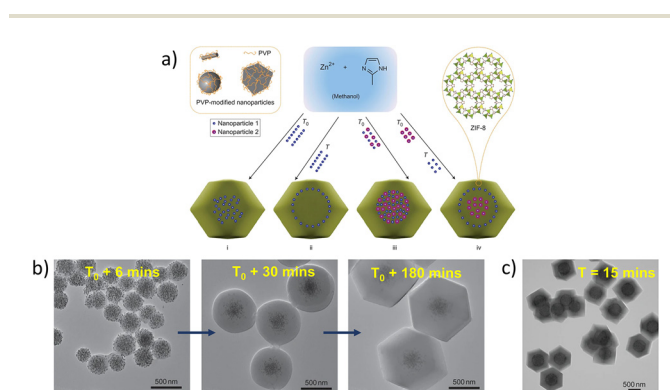 a)
PVP
PVP-modified nanoparticles
Zn2+ +
N
NH
(Methanol)
ZIF-8
Nanoparticle 1
Nanoparticle 2
T0
T
T0
T0
T
i
ii
iii
iv
b)
T0 + 6 mins
T0 + 30 mins
T0 + 180 mins
c)
T = 15 mins
500 nm
500 nm
500 nm
500 nm